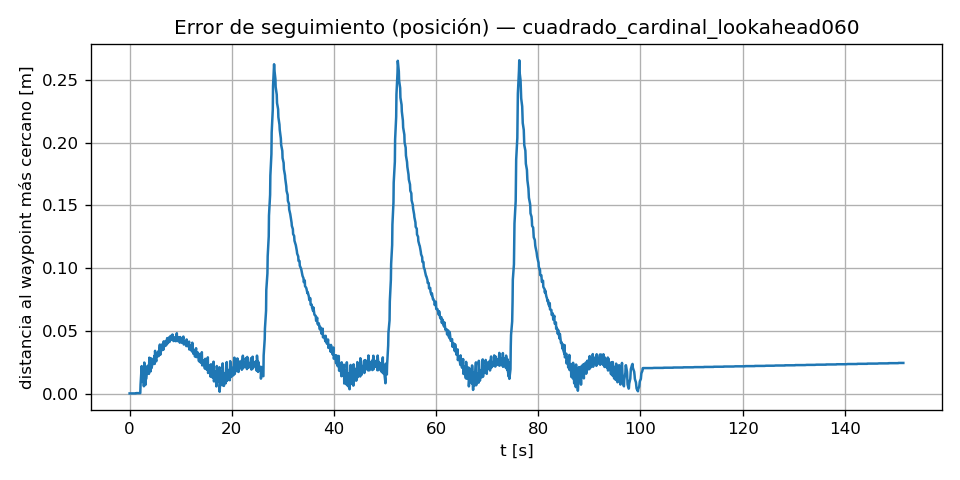 Error de seguimiento (posición) — cuadrado_cardinal_lookahead060
distancia al waypoint más cercano [m]
0.25
0.20
0.15
0.10
0.05
0.00
0 20 40 60 80 100 120 140
t [s]